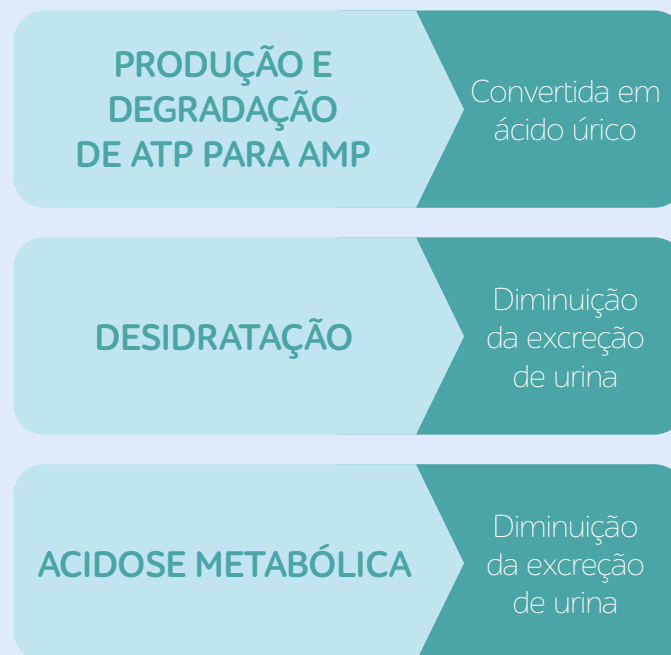 PRODUÇÃO E
DEGRADAÇÃO
DE ATP PARA AMP
Convertida em
ácido úrico
DESIDRATAÇÃO
Diminuição
da excreção
de urina
ACIDOSE METABÓLICA
Diminuição
da excreção
de urina